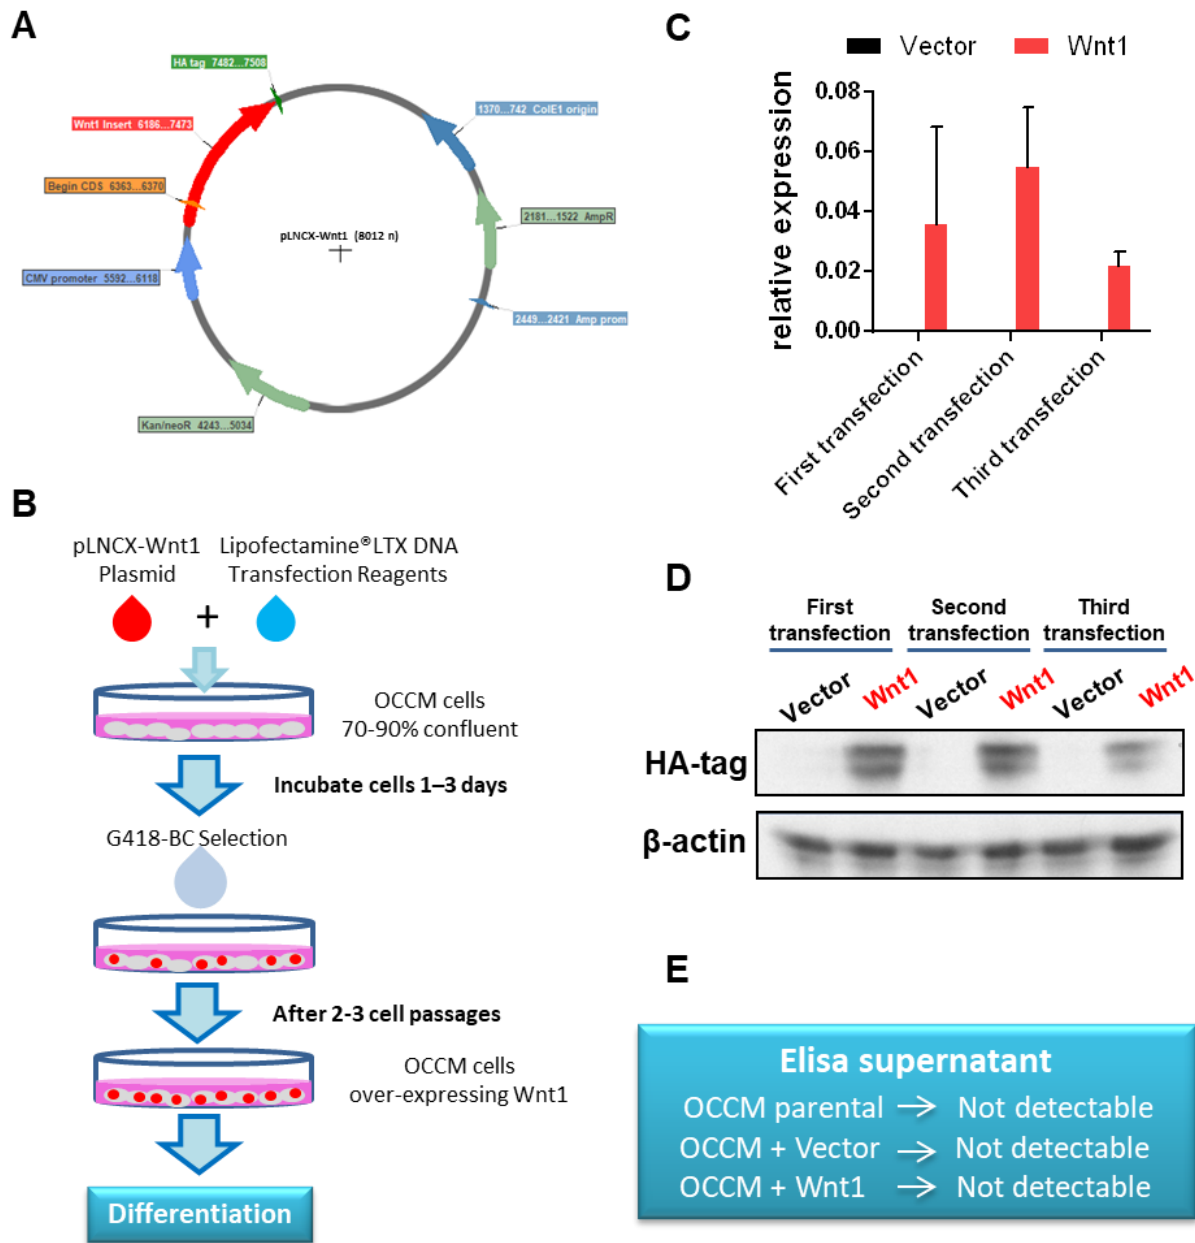 A
HA tag 7482...7508
Wnt1 Insert 6186...7473
Begin CDS 6363...6370
CMV promoter 5592...6118
Kan/neoR 4243...5034
pLNCX-Wnt1 (8012 n)
1370...742 ColE1 origin
2181...1522 AmpR
2449...2421 Amp prom
B
pLNCX-Wnt1
Plasmid
Lipofectamine®LTX DNA
Transfection Reagents
+
OCCM cells
70-90% confluent
Incubate cells 1–3 days
G418-BC Selection
After 2-3 cell passages
OCCM cells
over-expressing Wnt1
Differentiation
C
Vector
Wnt1
relative expression
0.08
0.06
0.04
0.02
0.00
First transfection
Second transfection
Third transfection
D
First
transfection
Second
transfection
Third
transfection
Vector
Wnt1
Vector
Wnt1
Vector
Wnt1
HA-tag
β-actin
E
Elisa supernatant
OCCM parental → Not detectable
OCCM + Vector → Not detectable
OCCM + Wnt1 → Not detectable